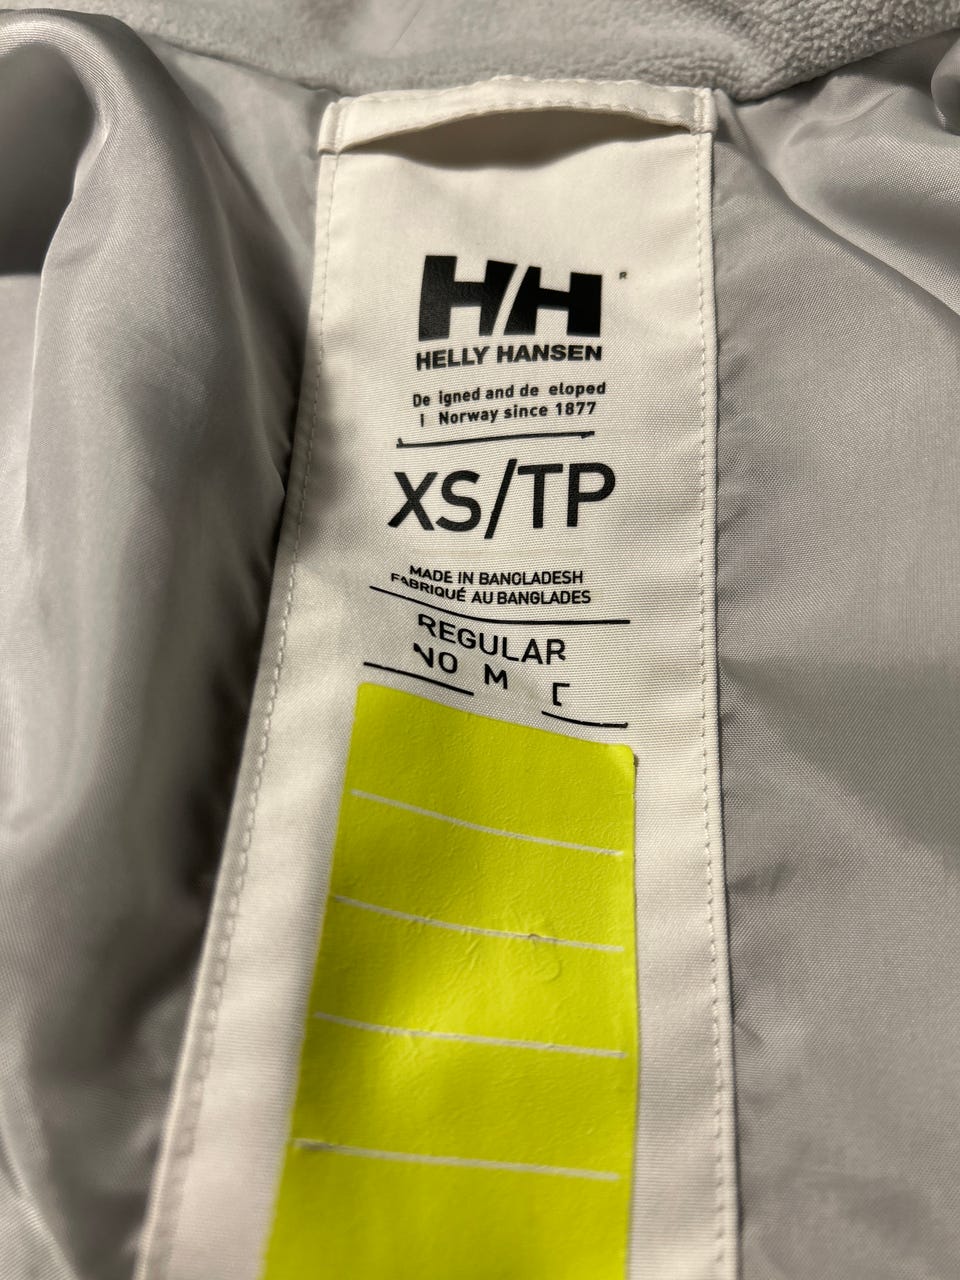 HH®
HELLY HANSEN
De igned and de eloped
i Norway since 1877
XS/TP
MADE IN BANGLADESH
FABRIQUÉ AU BANGLADES
REGULAR